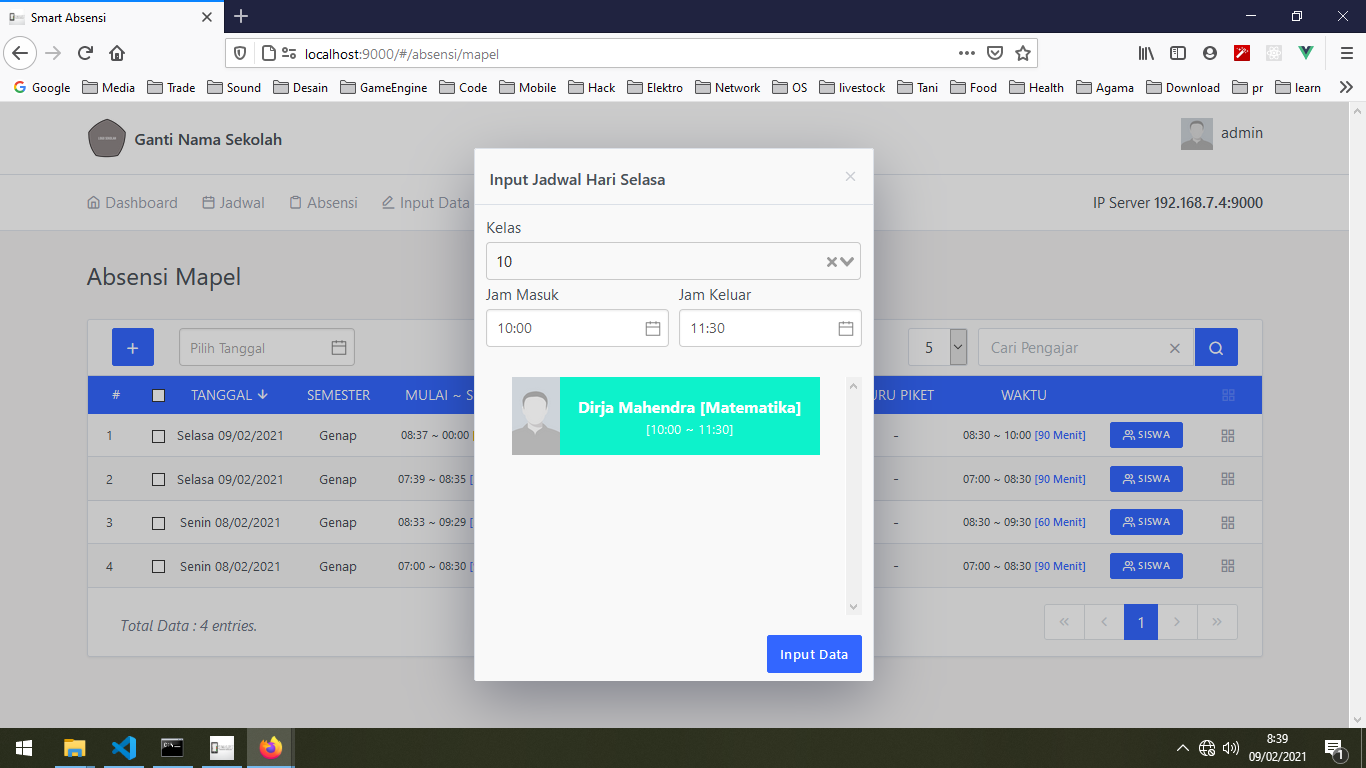 Smart Absensi
localhost:9000/#/absensi/mapel
Google Media Trade Sound Desain GameEngine Code Mobile Hack Elektro Network OS livestock Tani Food Health Agama Download pr learn
Ganti Nama Sekolah
admin
Dashboard Jadwal Absensi Input Data
IP Server 192.168.7.4:9000
Absensi Mapel
Input Jadwal Hari Selasa
Kelas
10
Jam Masuk Jam Keluar
10:00 11:30
Dirja Mahendra [Matematika]
[10:00 ~ 11:30]
Input Data
+ Pilih Tanggal 5 Cari Pengajar
# TANGGAL SEMESTER MULAI ~ S RU PIKET WAKTU
1 Selasa 09/02/2021 Genap 08:37 ~ 00:00 - 08:30 ~ 10:00 [90 Menit] SISWA
2 Selasa 09/02/2021 Genap 07:39 ~ 08:35 - 07:00 ~ 08:30 [90 Menit] SISWA
3 Senin 08/02/2021 Genap 08:33 ~ 09:29 - 08:30 ~ 09:30 [60 Menit] SISWA
4 Senin 08/02/2021 Genap 07:00 ~ 08:30 - 07:00 ~ 08:30 [90 Menit] SISWA
Total Data : 4 entries.
« ‹ 1 › »
8:39
09/02/2021
1